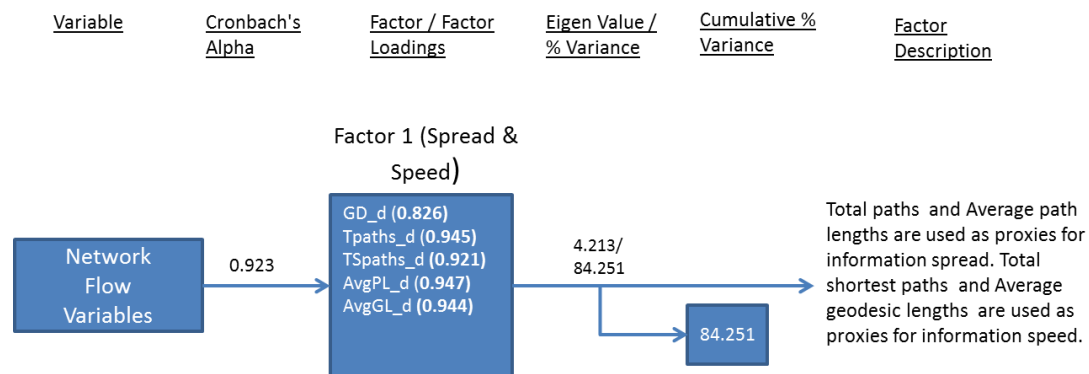 Variable
Cronbach's
Alpha
Factor / Factor
Loadings
Eigen Value /
% Variance
Cumulative %
Variance
Factor
Description
Factor 1 (Spread &
Speed)
Network
Flow
Variables
0.923
GD_d (0.826)
Tpaths_d (0.945)
TSpaths_d (0.921)
AvgPL_d (0.947)
AvgGL_d (0.944)
4.213/
84.251
84.251
Total paths and Average path
lengths are used as proxies for
information spread. Total
shortest paths and Average
geodesic lengths are used as
proxies for information speed.